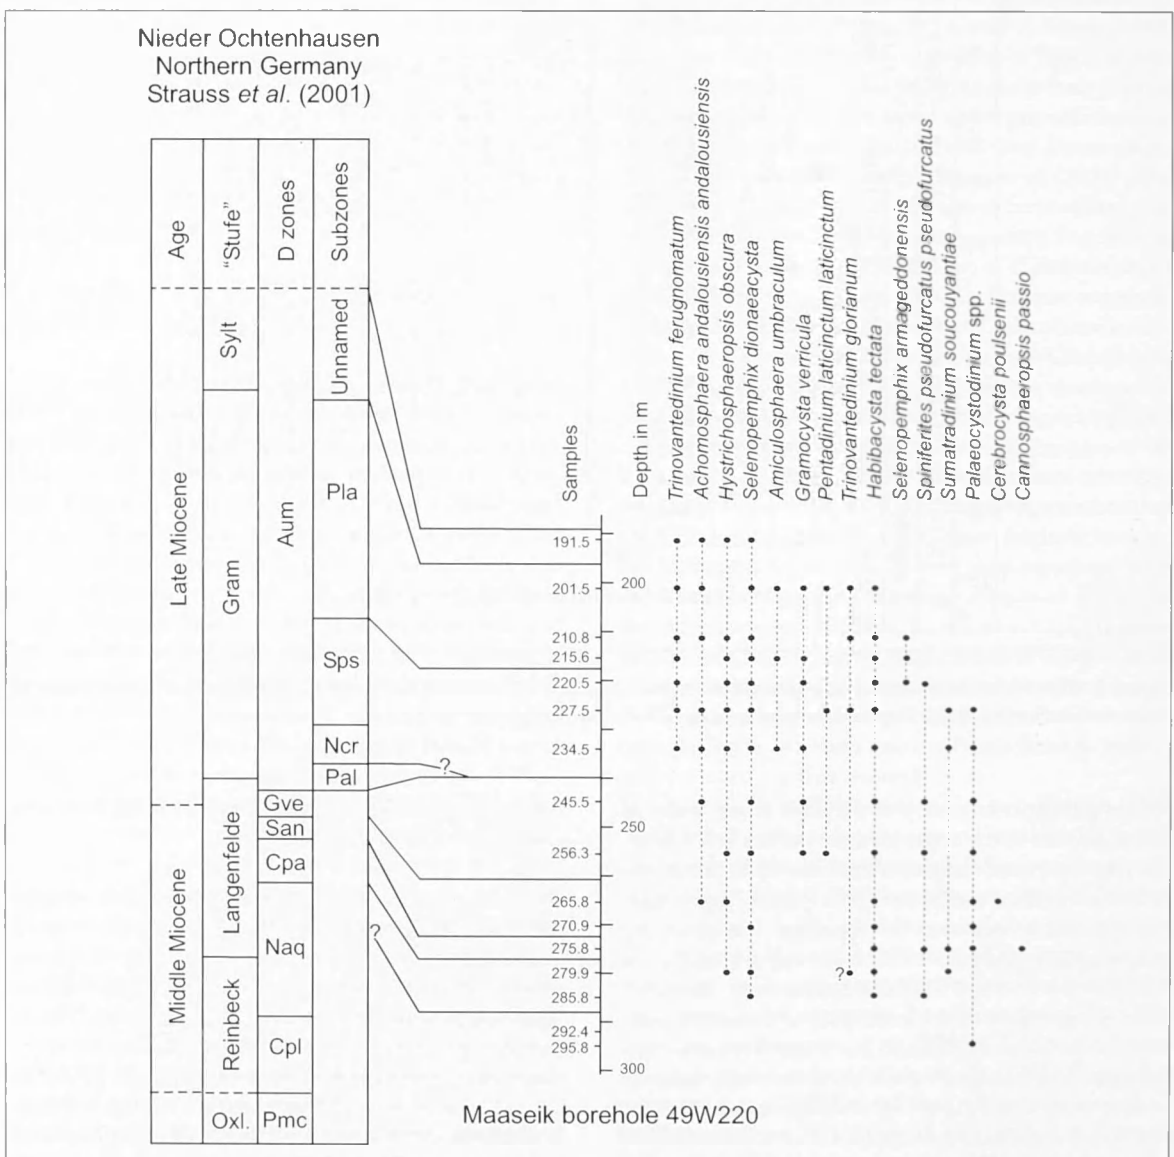 Nieder Ochtenhausen
Northern Germany
Strauss et al. (2001)
Age
"Stufe"
D zones
Subzones
Late Miocene
Middle Miocene
Sylt
Gram
Langenfelde
Reinbeck
Oxl.
Aum
Gve
San
Cpa
Naq
Cpl
Pmc
Unnamed
Pla
Sps
Ncr
Pal
?
?
Samples
Depth in m
Trinovantedinium ferugnomatum
Achomosphaera andalousiensis andalousiensis
Hystrichosphaeropsis obscura
Selenopemphix dionaeacysta
Amiculosphaera umbraculum
Gramocysta verricula
Pentadinium laticinctum laticinctum
Trinovantedinium glorianum
Habibacysta tectata
Selenopemphix armageddonensis
Spiniferites pseudofurcatus pseudofurcatus
Sumatradinium soucouyantiae
Palaeocystodinium spp.
Cerebrocysta poulsenii
Cannosphaeropsis passio
191.5
200
201.5
210.8
215.6
220.5
227.5
234.5
245.5
250
256.3
265.8
270.9
275.8
279.9
?
285.8
292.4
295.8
300
Maaseik borehole 49W220